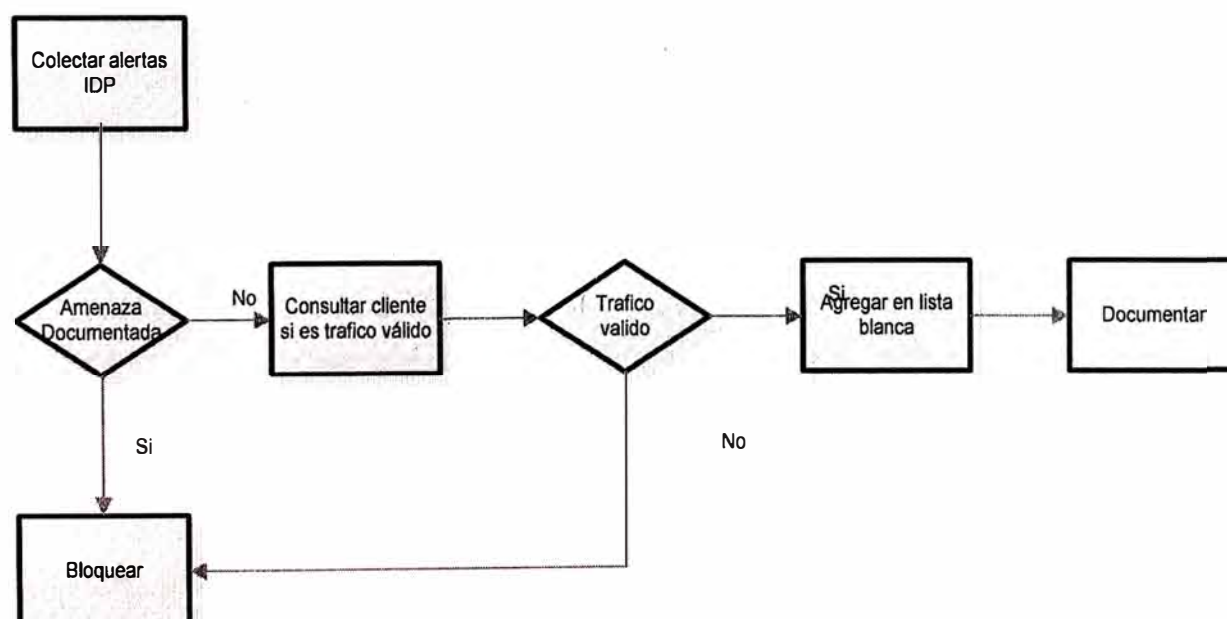 Colectar alertas
IDP
Amenaza
Documentada
No
Consultar cliente
si es trafico válido
Trafico
valido
Si
Agregar en lista
blanca
Documentar
Si
No
Bloquear